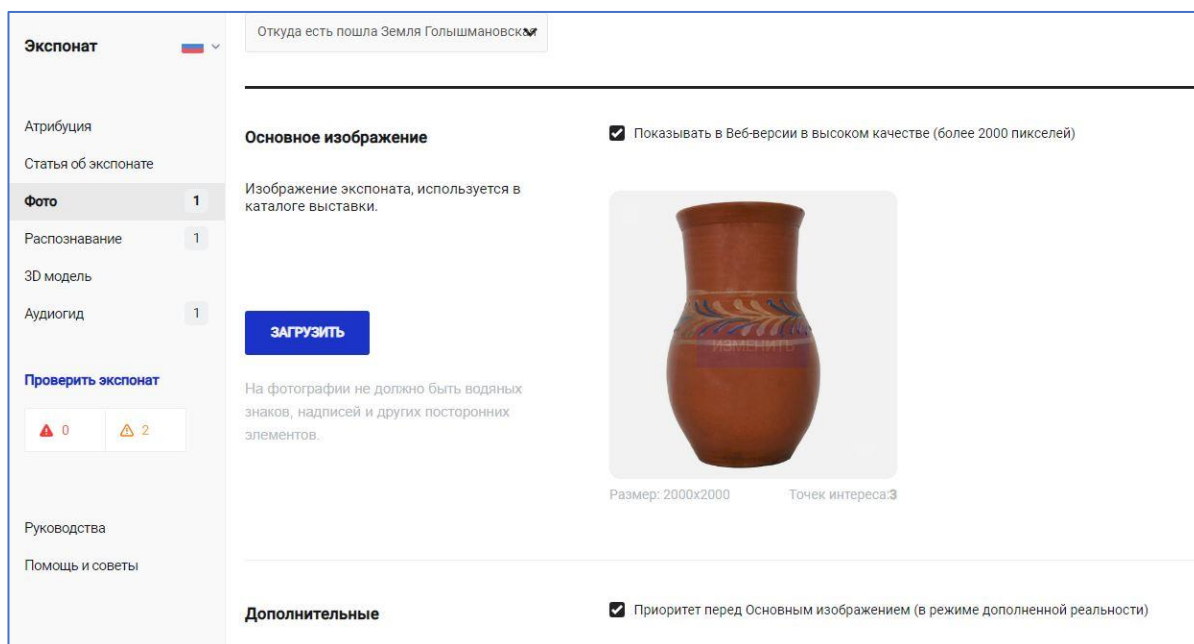 Экспонат
Атрибуция
Статья об экспонате
Фото 1
Распознавание 1
3D модель
Аудиогид 1
Проверить экспонат
0 2
Руководства
Помощь и советы
Откуда есть пошла Земля Голышмановская
Основное изображение
Изображение экспоната, используется в
каталоге выставки.
ЗАГРУЗИТЬ
На фотографии не должно быть водяных
знаков, надписей и других посторонних
элементов.
Показывать в Веб-версии в высоком качестве (более 2000 пикселей)
ИЗМЕНИТЬ
Размер: 2000x2000 Точек интереса:3
Дополнительные
Приоритет перед Основным изображением (в режиме дополненной реальности)